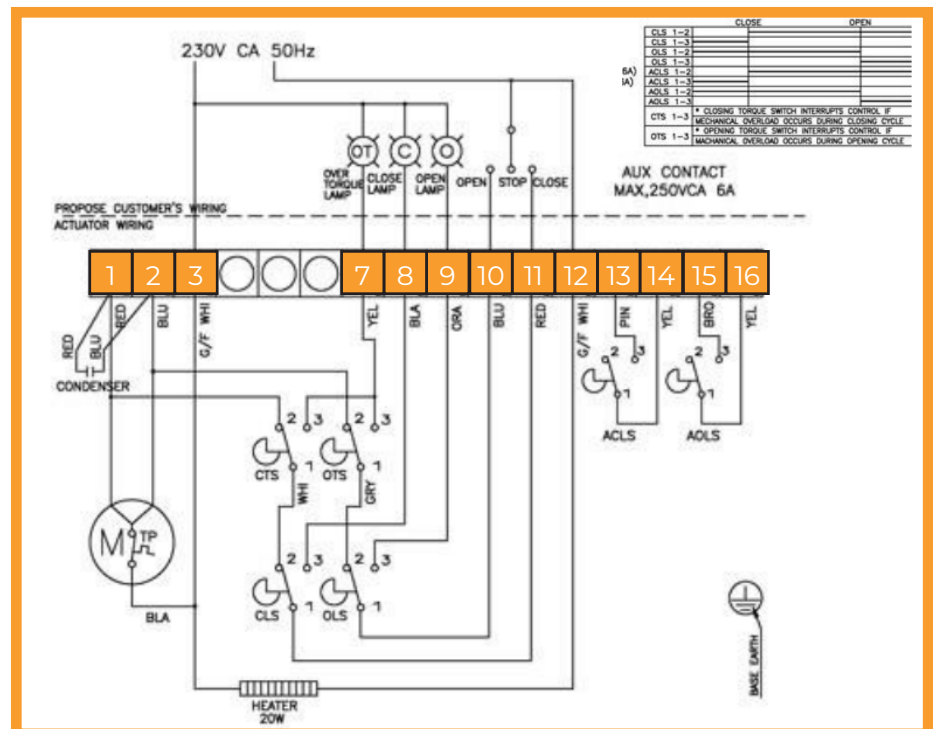 230V CA 50Hz
CLOSE OPEN
CLS 1-2
CLS 1-3
OLS 1-2
OLS 1-3
6A) ACLS 1-2
IA) ACLS 1-3
AOLS 1-2
AOLS 1-3
CTS 1-3 * CLOSING TORQUE SWITCH INTERRUPTS CONTROL IF
MECHANICAL OVERLOAD OCCURS DURING CLOSING CYCLE
OTS 1-3 * OPENING TORQUE SWITCH INTERRUPTS CONTROL IF
MACHANICAL OVERLOAD OCCURS DURING OPENING CYCLE
AUX CONTACT
MAX,250VCA 6A
OT C O
OVER
TORQUE
LAMP
CLOSE
LAMP
OPEN
LAMP
OPEN STOP CLOSE
PROPOSE CUSTOMER'S WIRING
ACTUATOR WIRING
1 2 3 7 8 9 10 11 12 13 14 15 16
RED BLU RED BLU G/F WHI YEL BLA ORA BLU RED G/F WHI PIN YEL BRO YEL
CONDENSER
2 3 1
ACLS
2 3 1
AOLS
2 3 2 3
1 1
CTS OTS
WHI GRY
M TP
2 3 2 3
1 1
CLS OLS
BLA
HEATER
20W
BASE EARTH